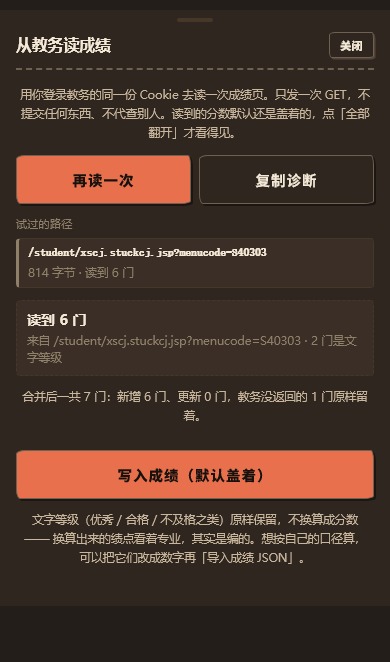 从教务读成绩
关闭
用你登录教务的同一份 Cookie 去读一次成绩页。只发一次 GET，不
提交任何东西、不代查别人。读到的分数默认还是盖着的，点「全部
翻开」才看得见。
再读一次
复制诊断
试过的路径
/student/xscj.stuckcj.jsp?menucode=S40303
814 字节 · 读到 6 门
读到 6 门
来自 /student/xscj.stuckcj.jsp?menucode=S40303 · 2 门是文
字等级
合并后一共 7 门：新增 6 门、更新 0 门，教务没返回的 1 门原样留
着。
写入成绩（默认盖着）
文字等级（优秀 / 合格 / 不及格之类）原样保留，不换算成分数
—— 换算出来的绩点看着专业，其实是编的。想按自己的口径算，
可以把它们改成数字再「导入成绩 JSON」。